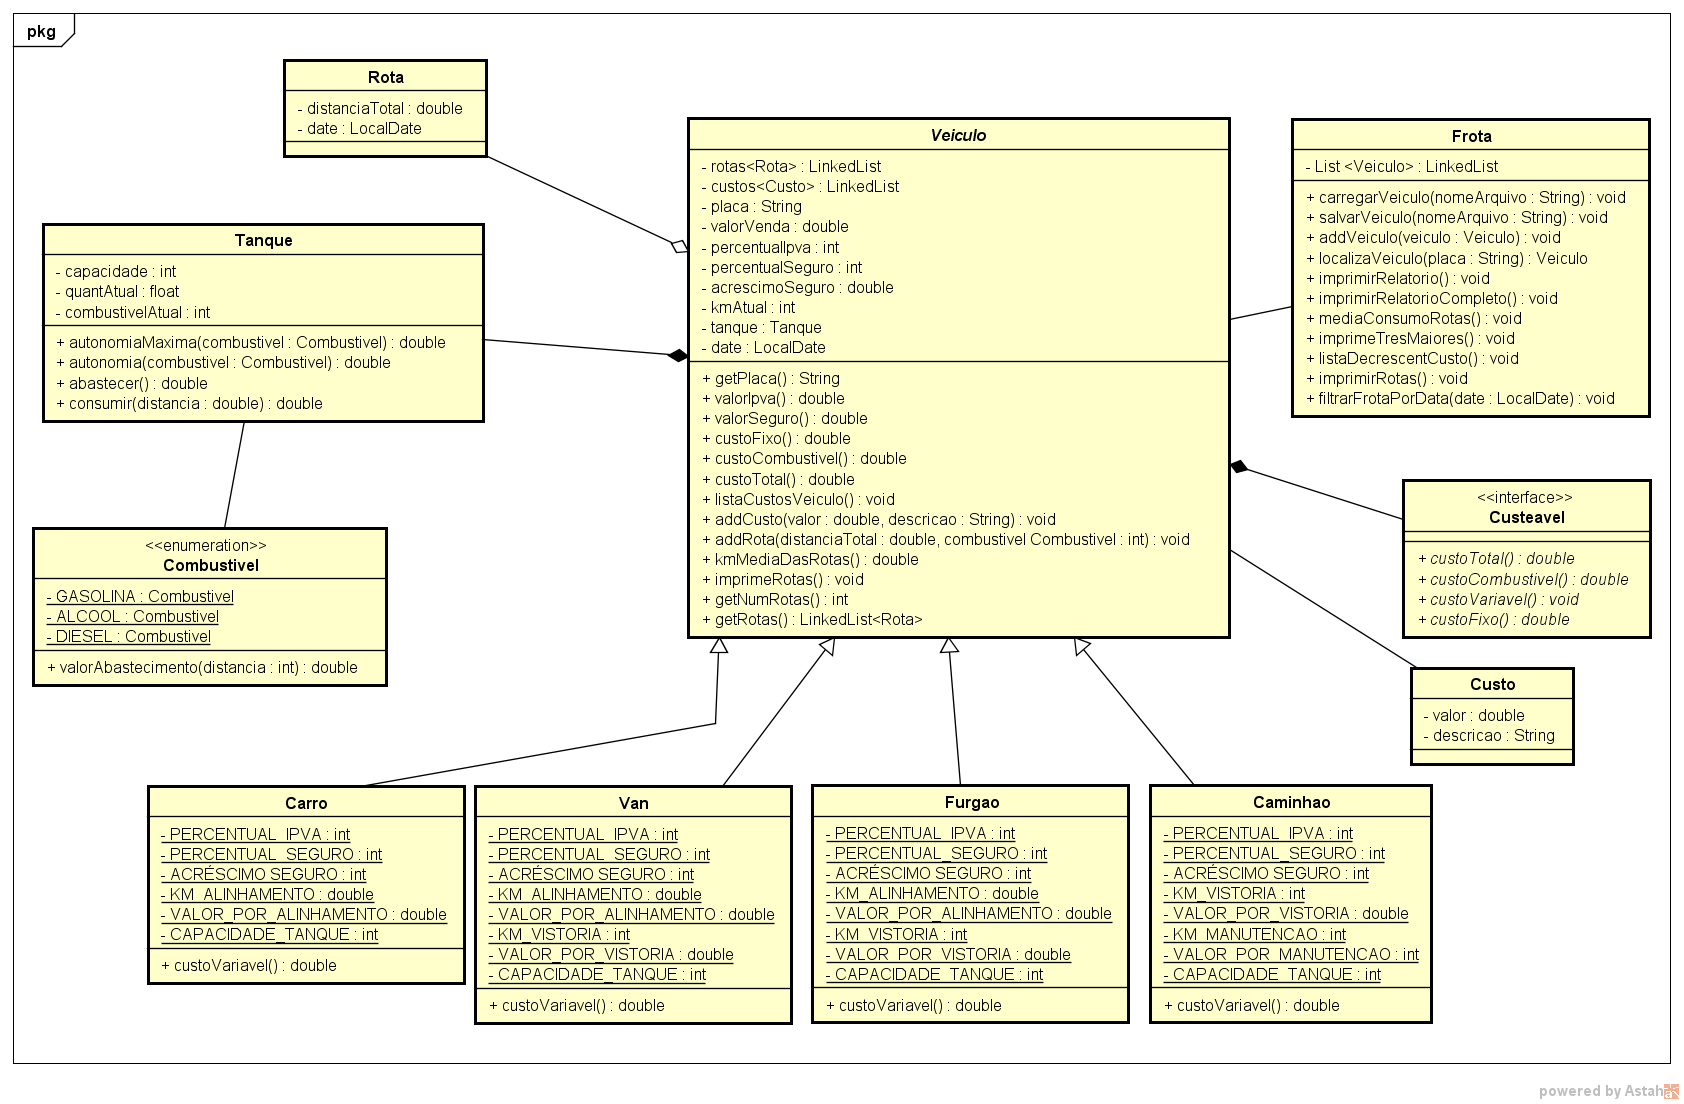 pkg
Rota
- distanciaTotal : double
- date : LocalDate
Tanque
- capacidade : int
- quantAtual : float
- combustivelAtual : int
+ autonomiaMaxima(combustivel : Combustivel) : double
+ autonomia(combustivel : Combustivel) : double
+ abastecer() : double
+ consumir(distancia : double) : double
<<enumeration>>
Combustivel
- GASOLINA : Combustivel
- ALCOOL : Combustivel
- DIESEL : Combustivel
+ valorAbastecimento(distancia : int) : double
Veiculo
- rotas<Rota> : LinkedList
- custos<Custo> : LinkedList
- placa : String
- valorVenda : double
- percentualIpva : int
- percentualSeguro : int
- acrescimoSeguro : double
- kmAtual : int
- tanque : Tanque
- date : LocalDate
+ getPlaca() : String
+ valorIpva() : double
+ valorSeguro() : double
+ custoFixo() : double
+ custoCombustivel() : double
+ custoTotal() : double
+ listaCustosVeiculo() : void
+ addCusto(valor : double, descricao : String) : void
+ addRota(distanciaTotal : double, combustivel Combustivel : int) : void
+ kmMediaDasRotas() : double
+ imprimeRotas() : void
+ getNumRotas() : int
+ getRotas() : LinkedList<Rota>
Frota
- List <Veiculo> : LinkedList
+ carregarVeiculo(nomeArquivo : String) : void
+ salvarVeiculo(nomeArquivo : String) : void
+ addVeiculo(veiculo : Veiculo) : void
+ localizaVeiculo(placa : String) : Veiculo
+ imprimirRelatorio() : void
+ imprimirRelatorioCompleto() : void
+ mediaConsumoRotas() : void
+ imprimeTresMaiores() : void
+ listaDecrescentCusto() : void
+ imprimirRotas() : void
+ filtrarFrotaPorData(date : LocalDate) : void
<<interface>>
Custeavel
+ custoTotal() : double
+ custoCombustivel() : double
+ custoVariavel() : void
+ custoFixo() : double
Custo
- valor : double
- descricao : String
Carro
- PERCENTUAL_IPVA : int
- PERCENTUAL_SEGURO : int
- ACRÉSCIMO SEGURO : int
- KM_ALINHAMENTO : double
- VALOR_POR_ALINHAMENTO : double
- CAPACIDADE_TANQUE : int
+ custoVariavel() : double
Van
- PERCENTUAL_IPVA : int
- PERCENTUAL_SEGURO : int
- ACRÉSCIMO SEGURO : int
- KM_ALINHAMENTO : double
- VALOR_POR_ALINHAMENTO : double
- KM_VISTORIA : int
- VALOR_POR_VISTORIA : double
- CAPACIDADE_TANQUE : int
+ custoVariavel() : double
Furgao
- PERCENTUAL_IPVA : int
- PERCENTUAL_SEGURO : int
- ACRÉSCIMO SEGURO : int
- KM_ALINHAMENTO : double
- VALOR_POR_ALINHAMENTO : double
- KM_VISTORIA : int
- VALOR_POR_VISTORIA : double
- CAPACIDADE_TANQUE : int
+ custoVariavel() : double
Caminhao
- PERCENTUAL_IPVA : int
- PERCENTUAL_SEGURO : int
- ACRÉSCIMO SEGURO : int
- KM_VISTORIA : int
- VALOR_POR_VISTORIA : double
- KM_MANUTENCAO : int
- VALOR_POR_MANUTENCAO : int
- CAPACIDADE_TANQUE : int
+ custoVariavel() : double
powered by Astah